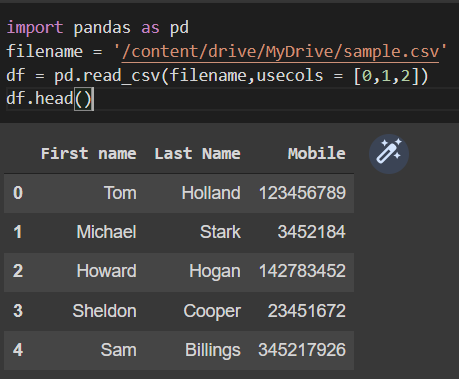 import pandas as pd
filename = '/content/drive/MyDrive/sample.csv'
df = pd.read_csv(filename,usecols = [0,1,2])
df.head()
First name Last Name Mobile
0 Tom Holland 123456789
1 Michael Stark 3452184
2 Howard Hogan 142783452
3 Sheldon Cooper 23451672
4 Sam Billings 345217926